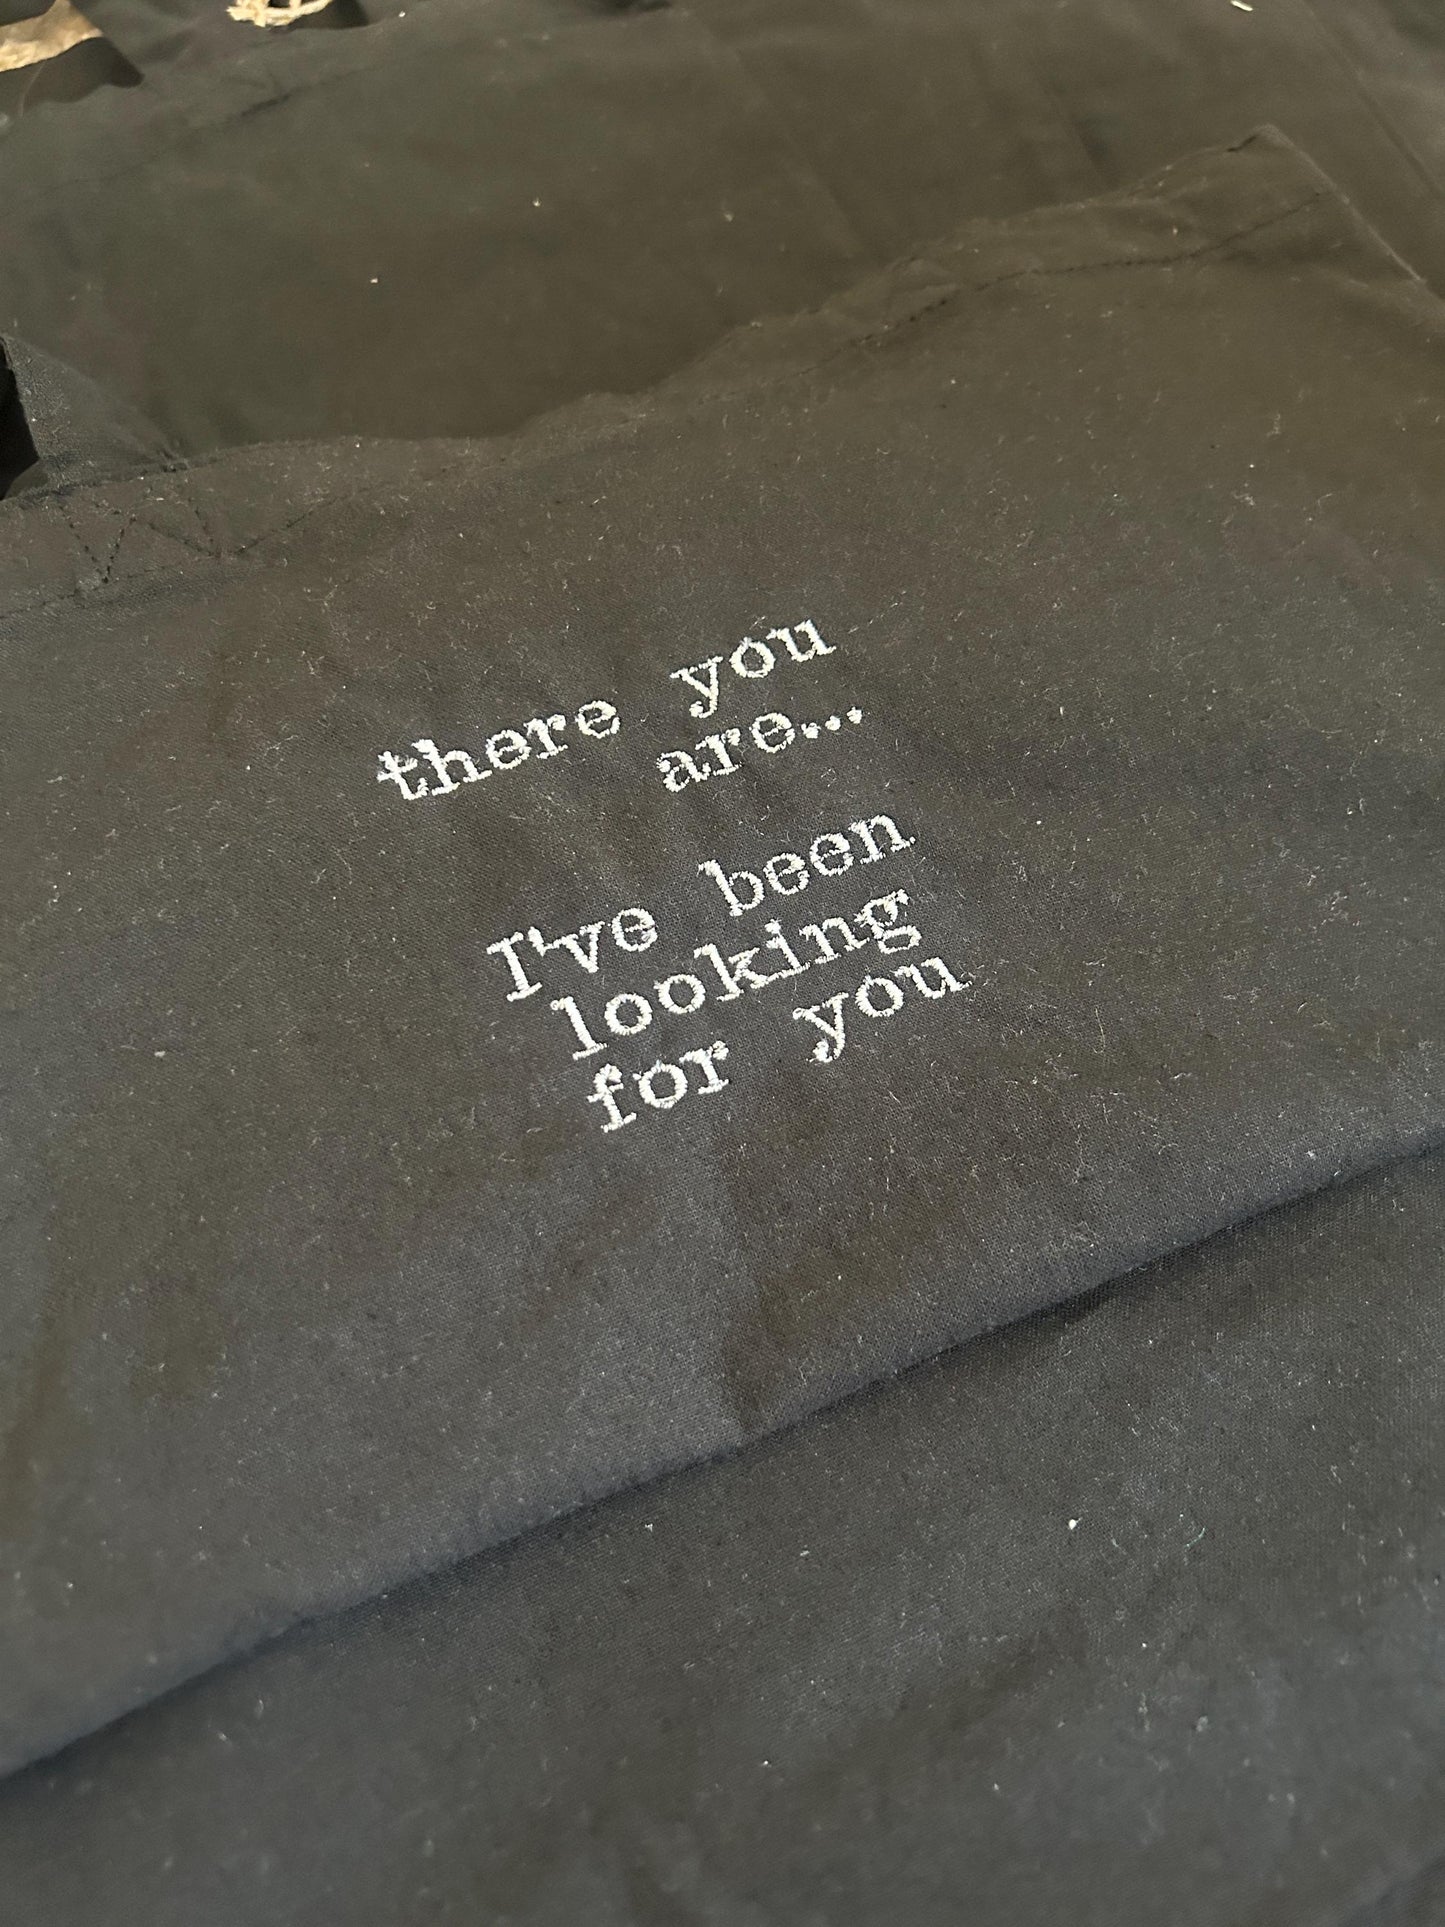 there you
are...
I've been
looking
for you